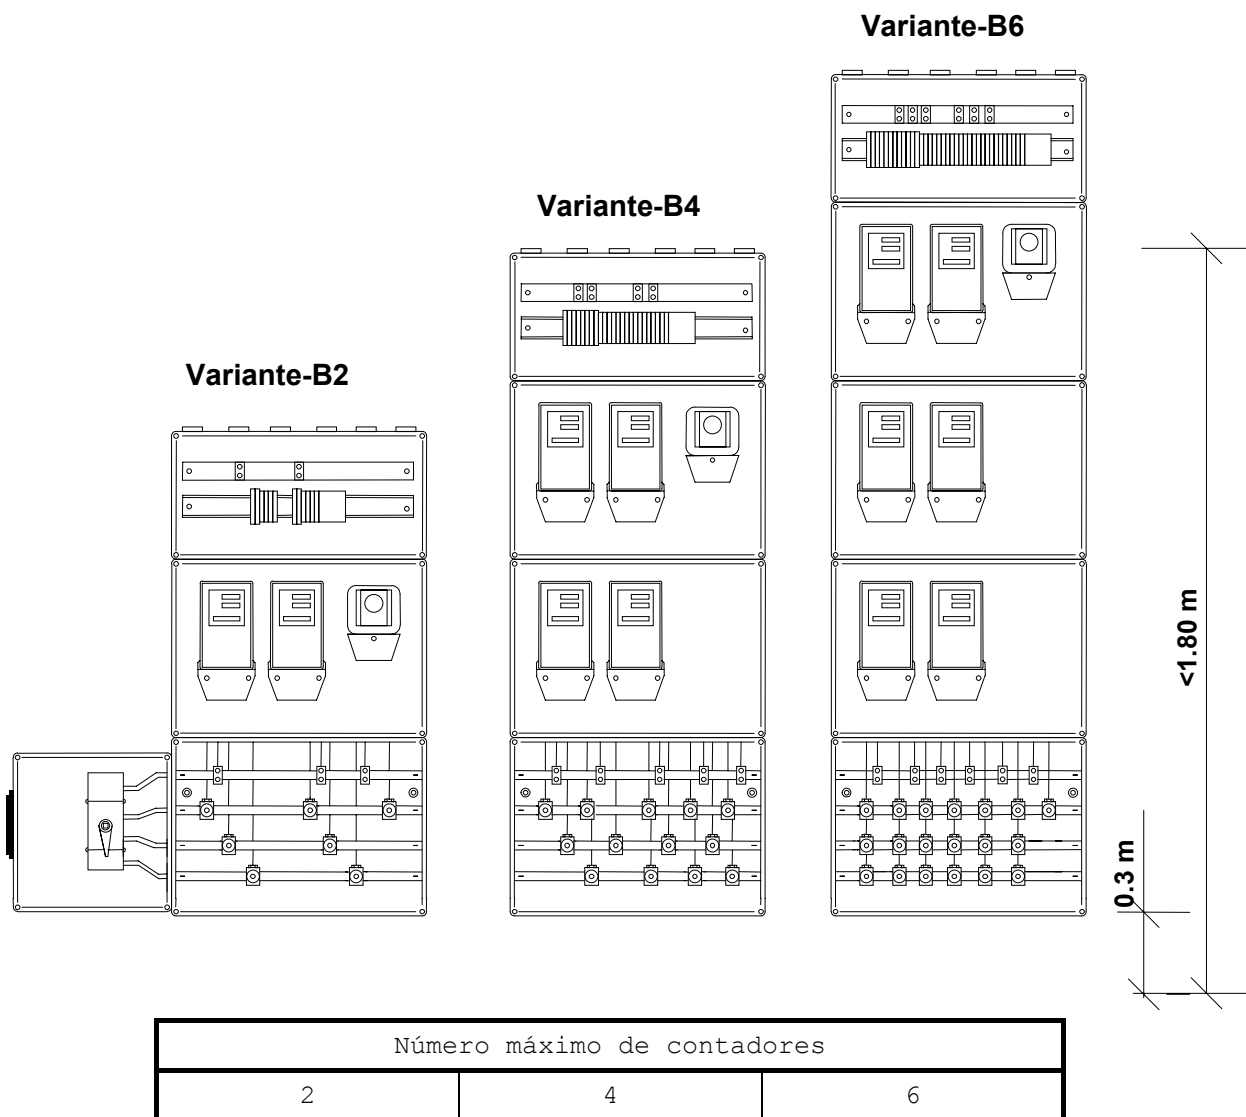 Variante-B6
Variante-B4
Variante-B2
<1.80 m
0.3 m
Número máximo de contadores
2 4 6